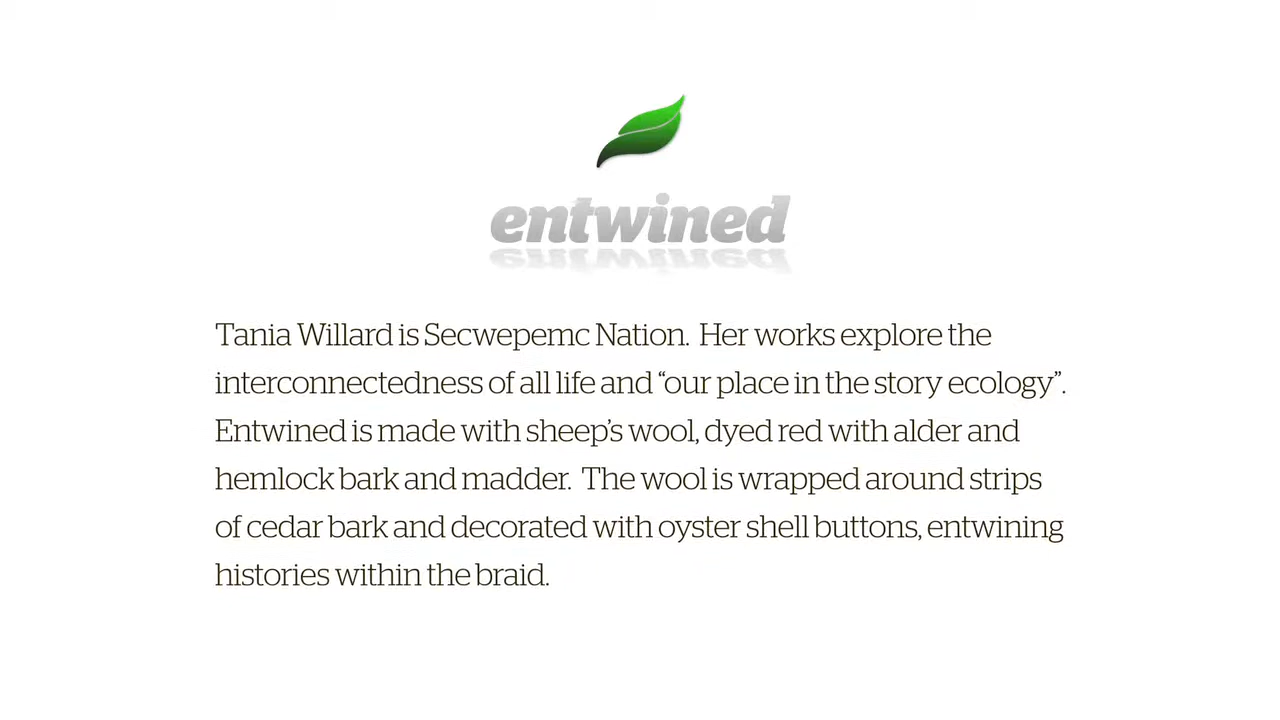 entwined
Tania Willard is Secwepemc Nation.  Her works explore the
interconnectedness of all life and “our place in the story ecology”.
Entwined is made with sheep’s wool, dyed red with alder and
hemlock bark and madder.  The wool is wrapped around strips
of cedar bark and decorated with oyster shell buttons, entwining
histories within the braid.